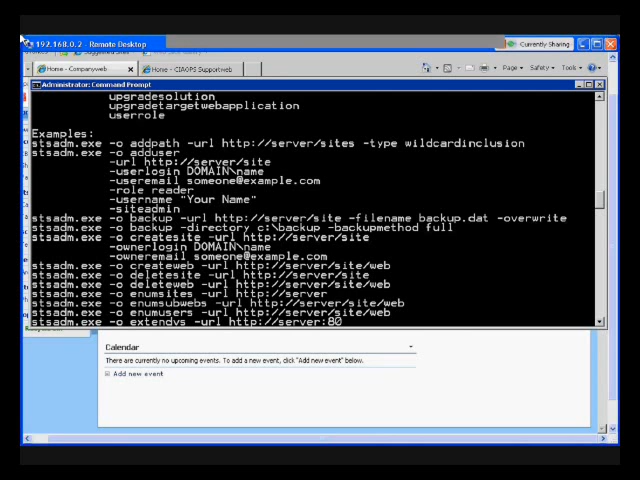 192.168.0.2 - Remote Desktop
Currently Sharing
Home - Companyweb
x
Home - CIAOPS Supportweb
Page
Safety
Tools
Administrator: Command Prompt
upgradesolution
upgradetargetwebapplication
userrole
Examples:
stsadm.exe -o addpath -url http://server/sites -type wildcardinclusion
stsadm.exe -o adduser
-url http://server/site
-userlogin DOMAIN\name
-useremail someone@example.com
-role reader
-username "Your Name"
-siteadmin
stsadm.exe -o backup -url http://server/site -filename backup.dat -overwrite
stsadm.exe -o backup -directory c:\backup -backupmethod full
stsadm.exe -o createsite -url http://server/site
-ownerlogin DOMAIN\name
-owneremail someone@example.com
stsadm.exe -o createweb -url http://server/site/web
stsadm.exe -o deletesite -url http://server/site
stsadm.exe -o deleteweb -url http://server/site/web
stsadm.exe -o enumsites -url http://server
stsadm.exe -o enumsubwebs -url http://server/site/web
stsadm.exe -o enumusers -url http://server/site/web
stsadm.exe -o extendvs -url http://server:80
Calendar
There are currently no upcoming events. To add a new event, click "Add new event" below.
Add new event